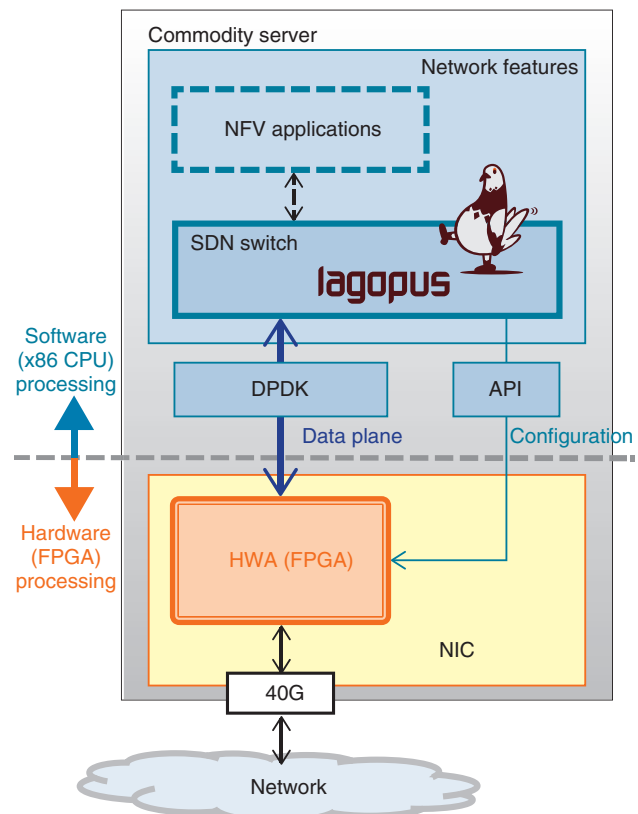 Commodity server
Network features
NFV applications
SDN switch
lagopus
Software
(x86 CPU)
processing
DPDK
API
Data plane
Configuration
Hardware
(FPGA)
processing
HWA (FPGA)
NIC
40G
Network